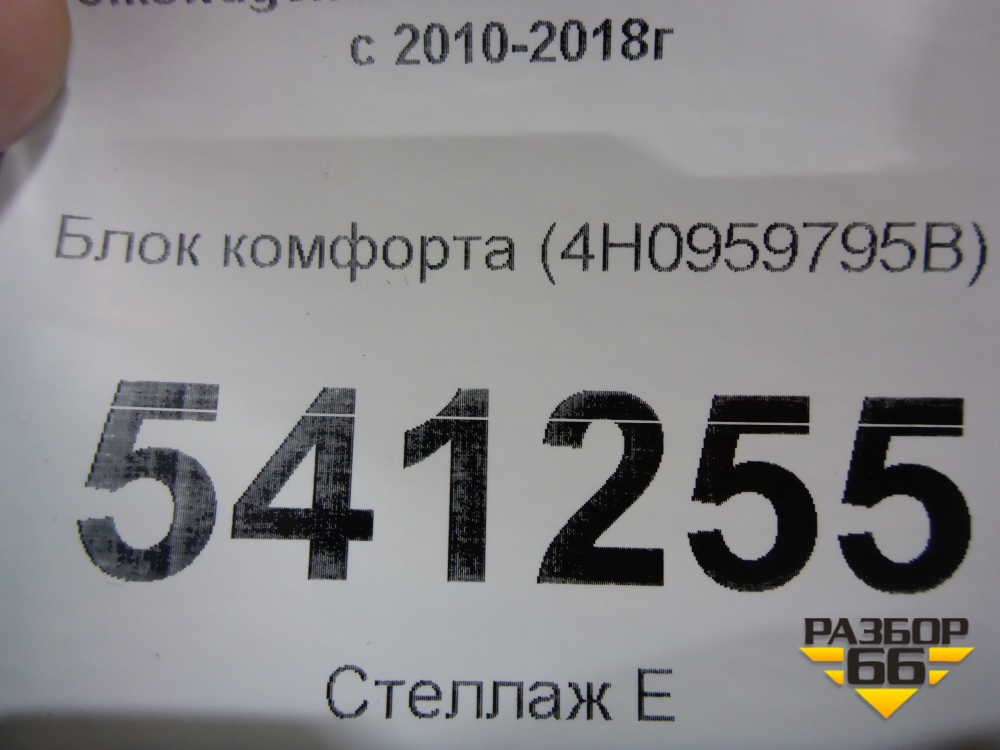 с 2010-2018г
Блок комфорта (4H0959795B)
541255
Стеллаж Е
РАЗБОР
66